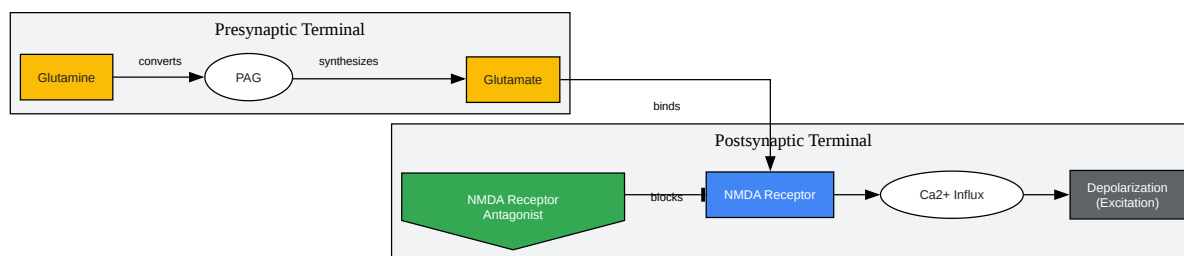 Presynaptic Terminal
Glutamine
converts
PAG
synthesizes
Glutamate
binds
Postsynaptic Terminal
NMDA Receptor
Antagonist
blocks
NMDA Receptor
Ca2+ Influx
Depolarization
(Excitation)